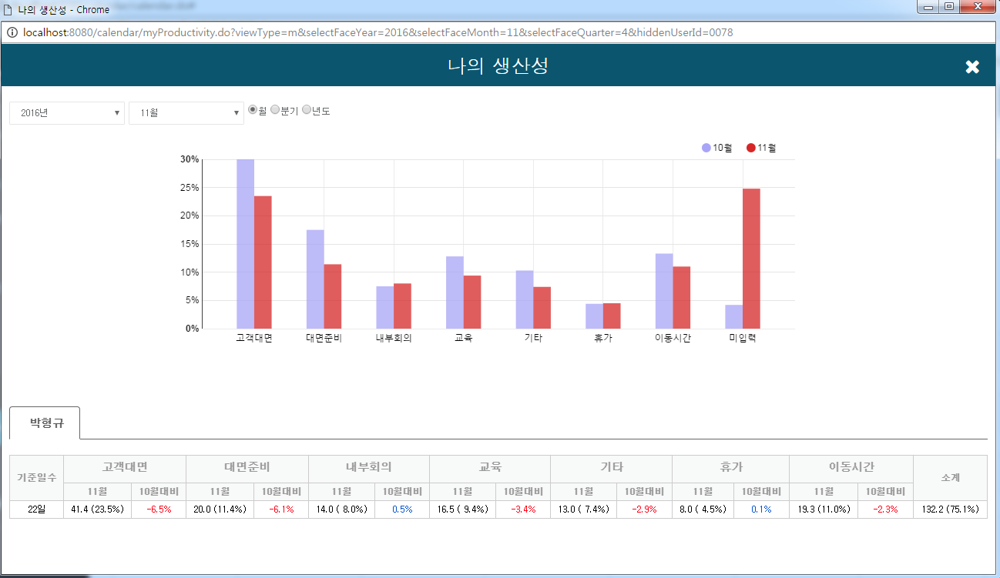 나의 생산성 - Chrome
localhost:8080/calendar/myProductivity.do?viewType=m&selectFaceYear=2016&selectFaceMonth=11&selectFaceQuarter=4&hiddenUserId=0078
나의 생산성
2016년 11월 월 분기 년도
10월 11월
30%
25%
20%
15%
10%
5%
0%
고객대면 대면준비 내부회의 교육 기타 휴가 이동시간 미입력
박형규
기준일수 고객대면 대면준비 내부회의 교육 기타 휴가 이동시간 소계
11월 10월대비 11월 10월대비 11월 10월대비 11월 10월대비 11월 10월대비 11월 10월대비 11월 10월대비
22일 41.4 (23.5%) -6.5% 20.0 (11.4%) -6.1% 14.0 ( 8.0%) 0.5% 16.5 ( 9.4%) -3.4% 13.0 ( 7.4%) -2.9% 8.0 ( 4.5%) 0.1% 19.3 (11.0%) -2.3% 132.2 (75.1%)